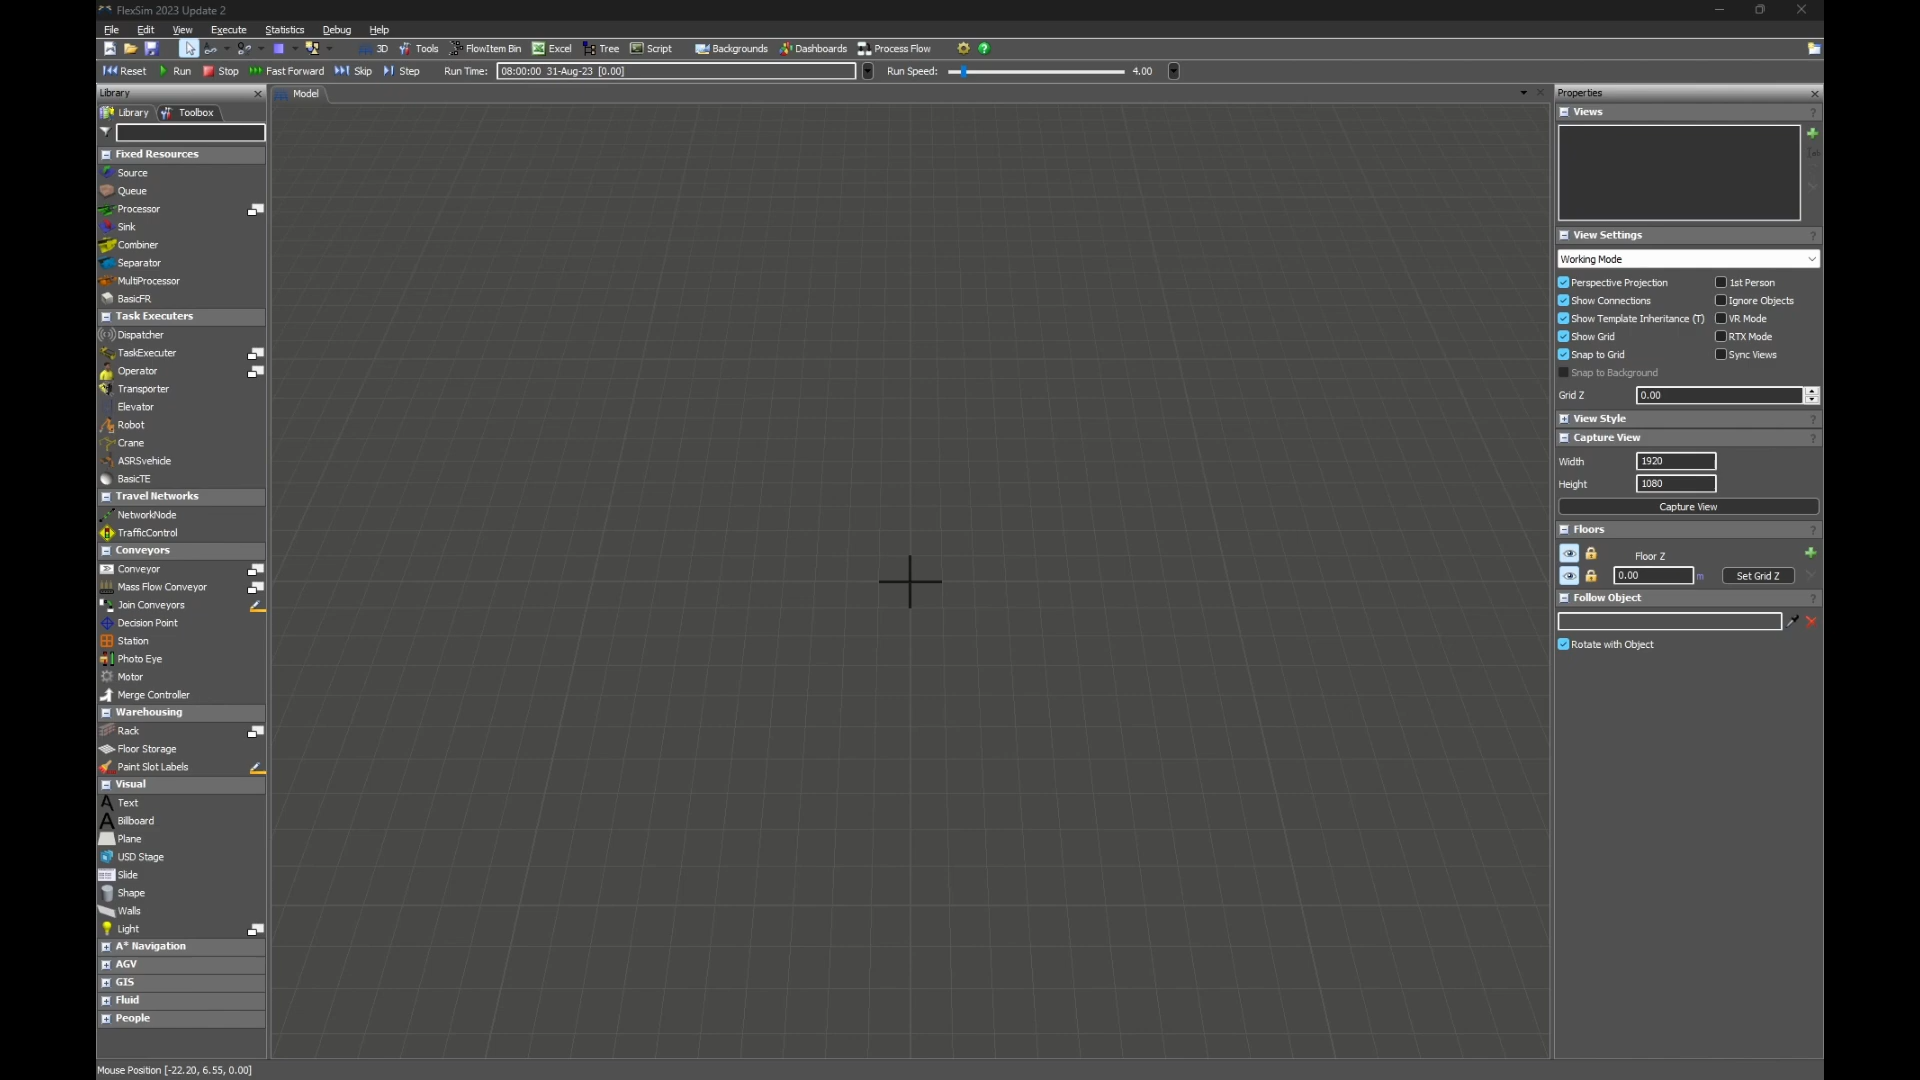 FlexSim 2023 Update 2
File Edit View Execute Statistics Debug Help
3D Tools FlowItem Bin Excel Tree Script Backgrounds Dashboards Process Flow
Reset Run Stop Fast Forward Skip Step Run Time: 08:00:00 31-Aug-23 [0.00] Run Speed: 4.00
Library
Library Toolbox
Fixed Resources
Source
Queue
Processor
Sink
Combiner
Separator
MultiProcessor
BasicFR
Task Executers
Dispatcher
TaskExecuter
Operator
Transporter
Elevator
Robot
Crane
ASRSvehicle
BasicTE
Travel Networks
NetworkNode
TrafficControl
Conveyors
Conveyor
Mass Flow Conveyor
Join Conveyors
Decision Point
Station
Photo Eye
Motor
Merge Controller
Warehousing
Rack
Floor Storage
Paint Slot Labels
Visual
Text
Billboard
Plane
USD Stage
Slide
Shape
Walls
Light
A* Navigation
AGV
GIS
Fluid
People
Mouse Position [-22.20, 6.55, 0.00]
Model
Properties
Views
View Settings
Working Mode
Perspective Projection 1st Person
Show Connections Ignore Objects
Show Template Inheritance (T) VR Mode
Show Grid RTX Mode
Snap to Grid Sync Views
Snap to Background
Grid Z 0.00
View Style
Capture View
Width 1920
Height 1080
Capture View
Floors
Floor Z
0.00 m Set Grid Z
Follow Object
Rotate with Object